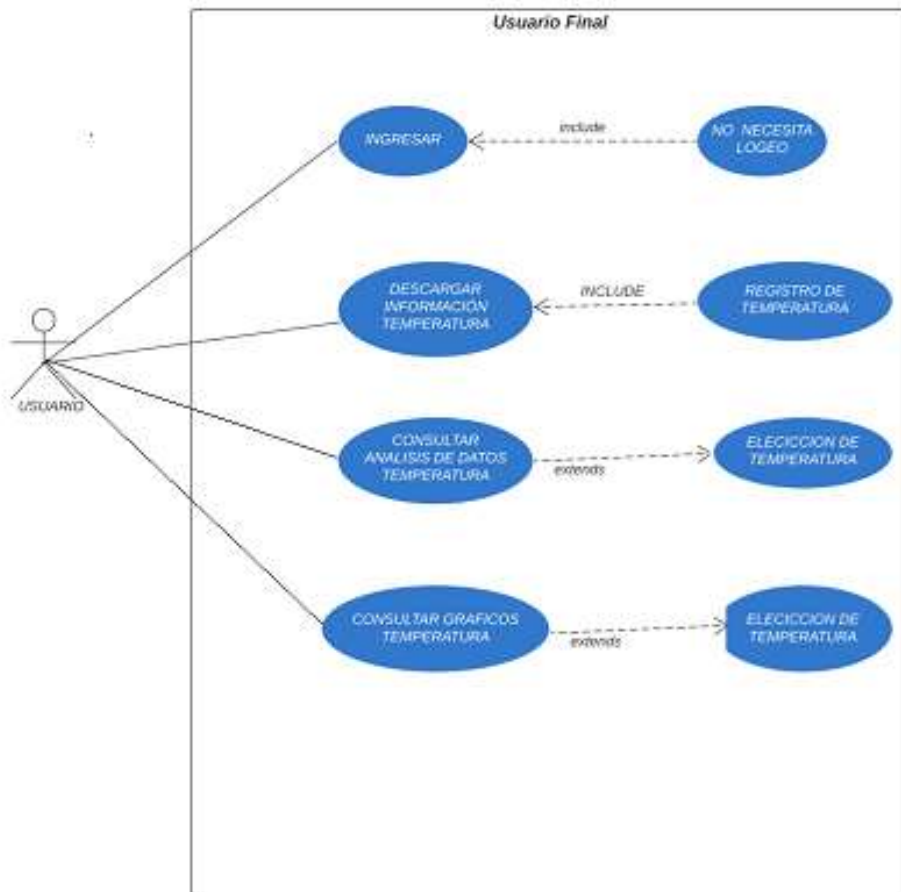 Usuario Final
INGRESAR
include
NO NECESITA
LOGEO
DESCARGAR
INFORMACIÓN
TEMPERATURA
INCLUDE
REGISTRO DE
TEMPERATURA
USUARIO
CONSULTAR
ANALISIS DE DATOS
TEMPERATURA
extends
ELECICCION DE
TEMPERATURA
CONSULTAR GRAFICOS
TEMPERATURA
extends
ELECICCION DE
TEMPERATURA